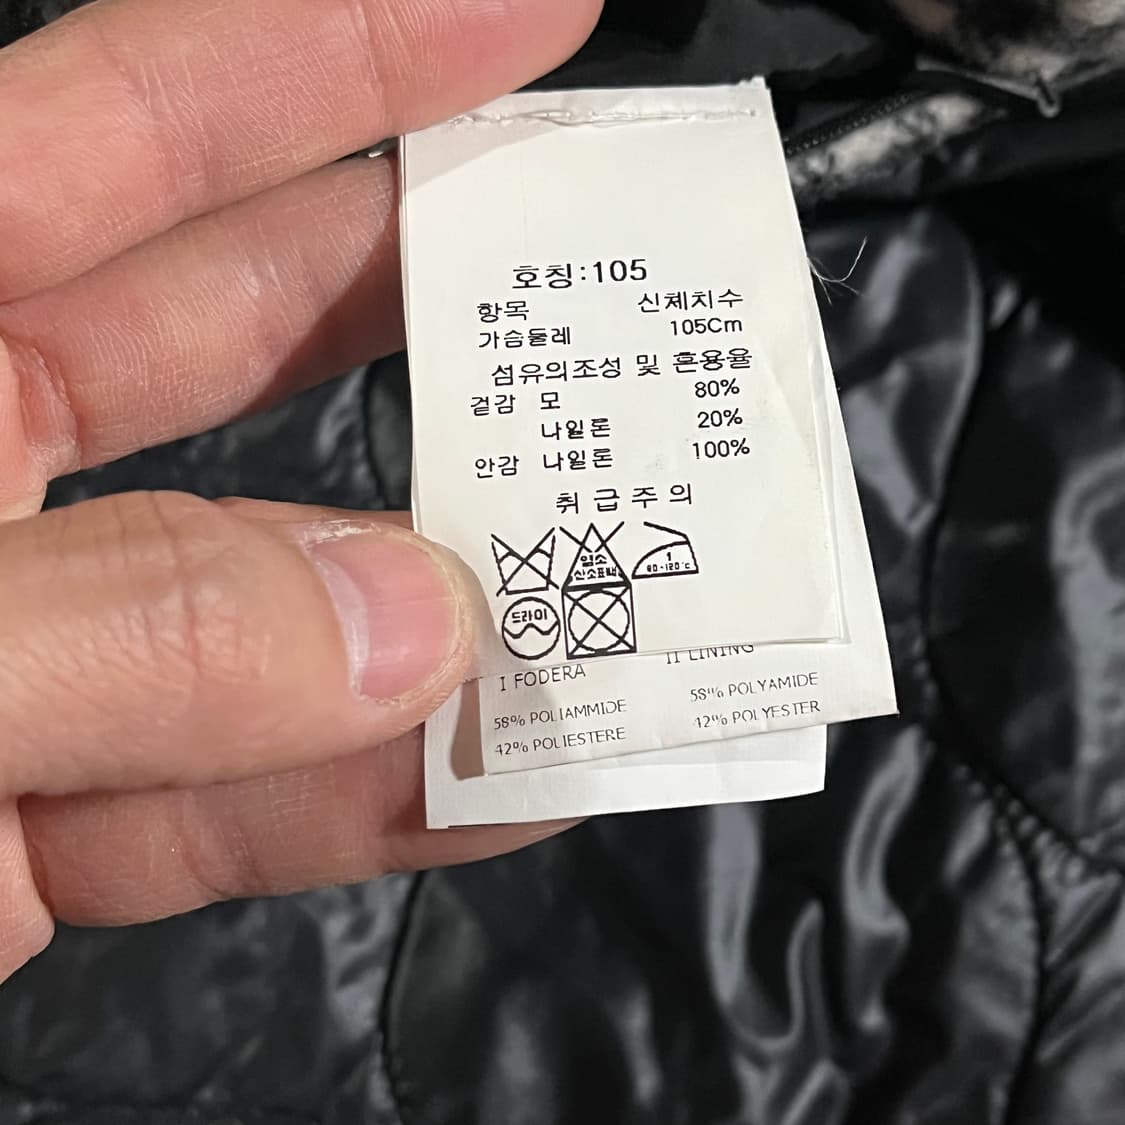 호칭:105
항목 신체치수
가슴둘레 105Cm
섬유의조성 및 혼용율
겉감 모 80%
나일론 20%
안감 나일론 100%
취급주의
염소
산소표백
1
80-120°C
드라이
I FODERA II LINING
58% POLIAMMIDE 58% POLYAMIDE
42% POLIESTERE 42% POLYESTER